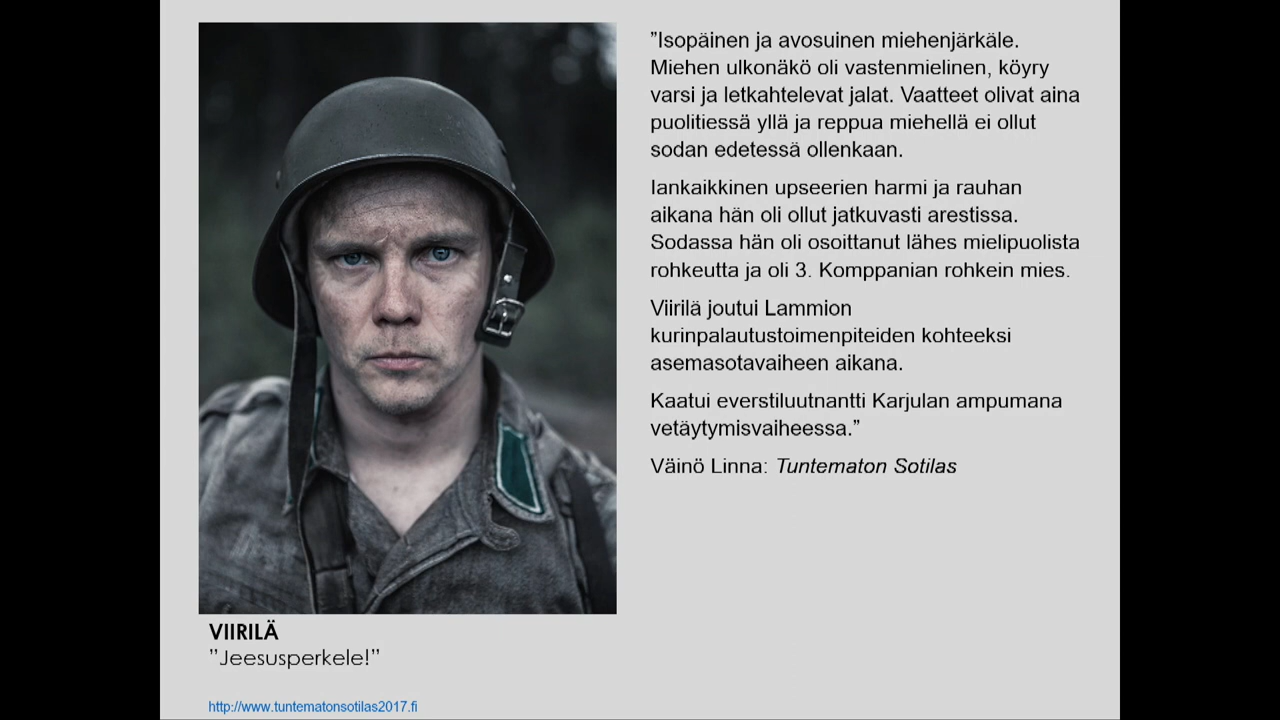 ”Isopäinen ja avosuinen miehenjärkäle.
Miehen ulkonäkö oli vastenmielinen, köyry
varsi ja letkahtelevat jalat. Vaatteet olivat aina
puolitiessä yllä ja reppua miehellä ei ollut
sodan edetessä ollenkaan.
Iankaikkinen upseerien harmi ja rauhan
aikana hän oli ollut jatkuvasti arestissa.
Sodassa hän oli osoittanut lähes mielipuolista
rohkeutta ja oli 3. Komppanian rohkein mies.
Viirilä joutui Lammion
kurinpalautustoimenpiteiden kohteeksi
asemasotavaiheen aikana.
Kaatui everstiluutnantti Karjulan ampumana
vetäytymisvaiheessa.”
Väinö Linna: Tuntematon Sotilas
VIIRILÄ
”Jeesusperkele!”
http://www.tuntematonsotilas2017.fi